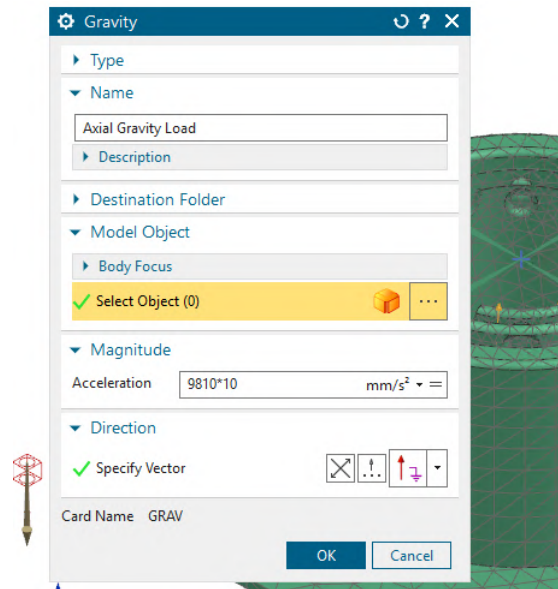 Gravity
Type
Name
Axial Gravity Load
Description
Destination Folder
Model Object
Body Focus
Select Object (0)
Magnitude
Acceleration 9810*10 mm/s²
Direction
Specify Vector
Card Name GRAV
OK Cancel